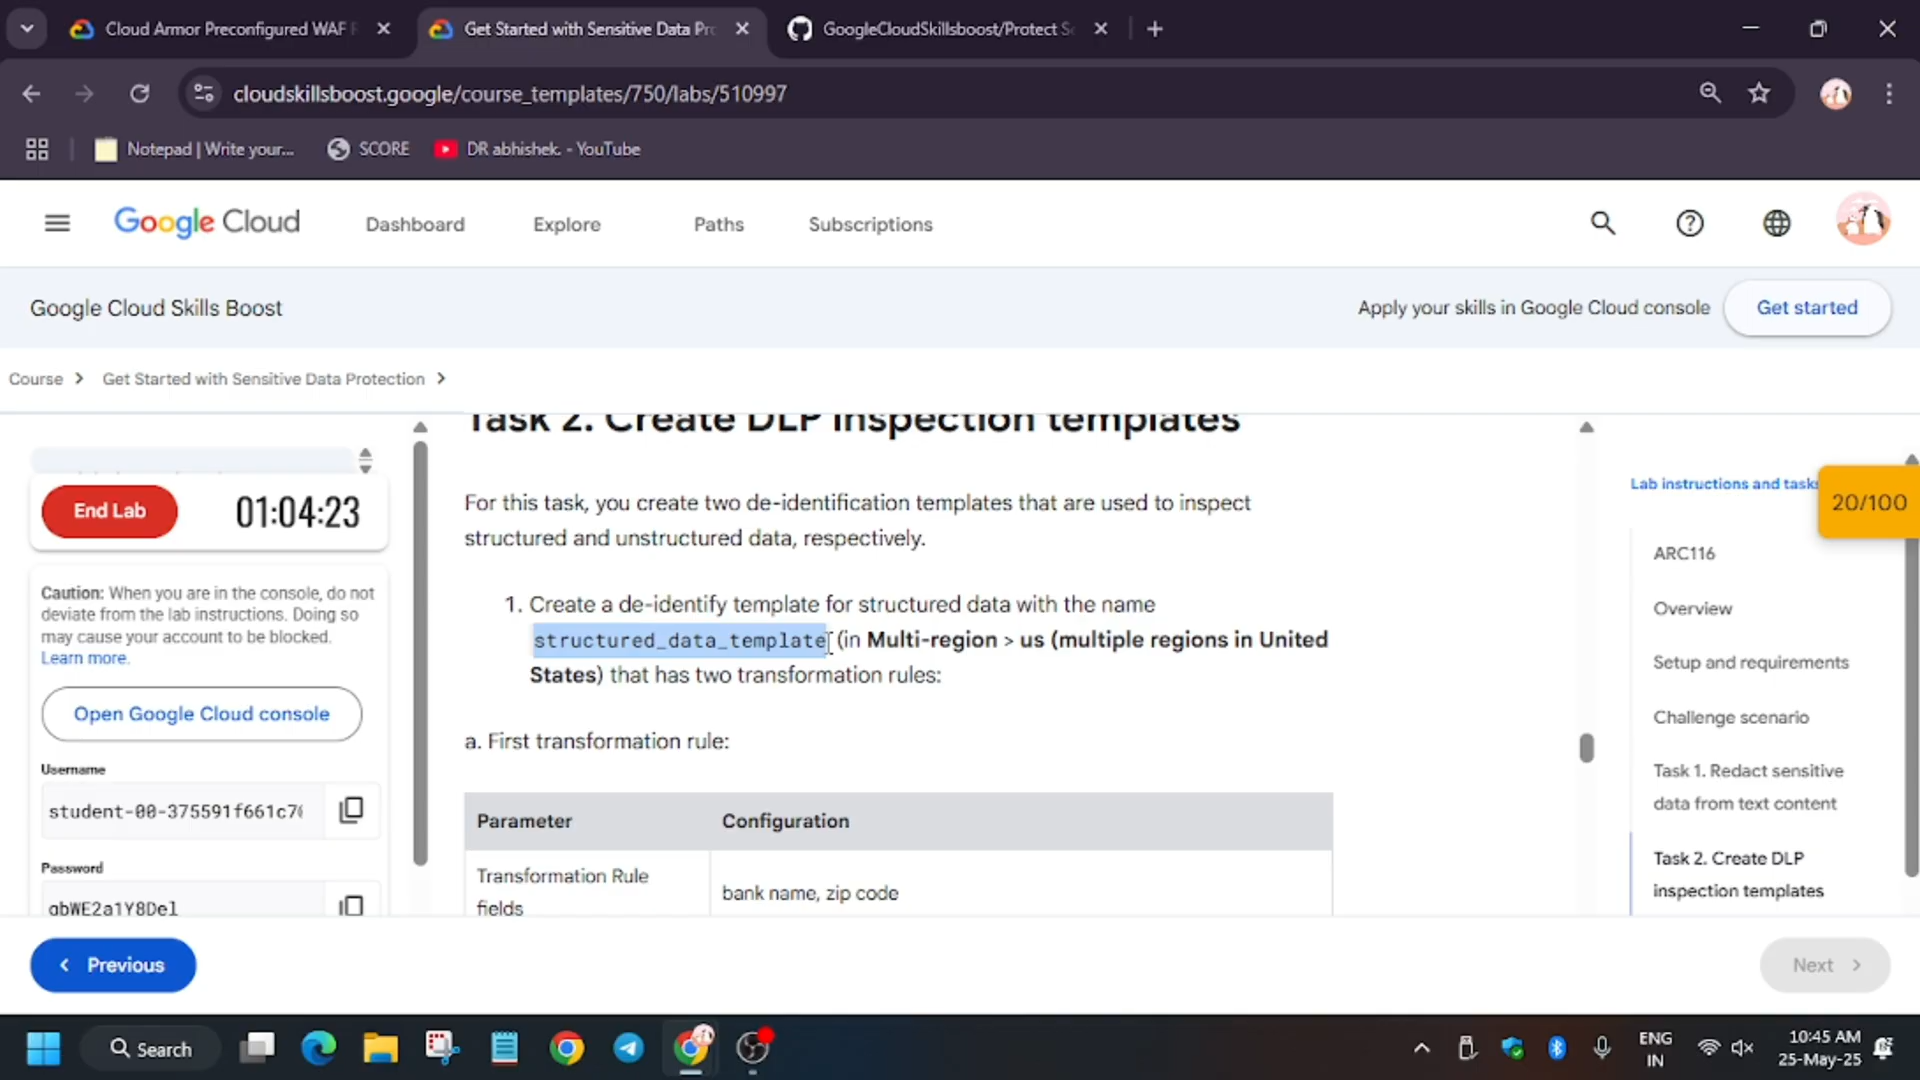 Cloud Armor Preconfigured WAF
Get Started with Sensitive Data Pr
GoogleCloudSkillsboost/Protect S
cloudskillsboost.google/course_templates/750/labs/510997
Notepad | Write your...
SCORE
DR abhishek. - YouTube
Google Cloud
Dashboard
Explore
Paths
Subscriptions
Google Cloud Skills Boost
Apply your skills in Google Cloud console
Get started
Course
Get Started with Sensitive Data Protection
Task 2. Create DLP inspection templates
End Lab
01:04:23
Caution: When you are in the console, do not
deviate from the lab instructions. Doing so
may cause your account to be blocked.
Learn more.
Open Google Cloud console
Username
student-00-375591f661c7
Password
gbWE2a1Y8Del
For this task, you create two de-identification templates that are used to inspect
structured and unstructured data, respectively.
1. Create a de-identify template for structured data with the name
structured_data_template (in Multi-region > us (multiple regions in United
States) that has two transformation rules:
a. First transformation rule:
Parameter
Configuration
Transformation Rule
fields
bank name, zip code
Lab instructions and tasks
20/100
ARC116
Overview
Setup and requirements
Challenge scenario
Task 1. Redact sensitive
data from text content
Task 2. Create DLP
inspection templates
Previous
Next
Search
ENG
IN
10:45 AM
25-May-25